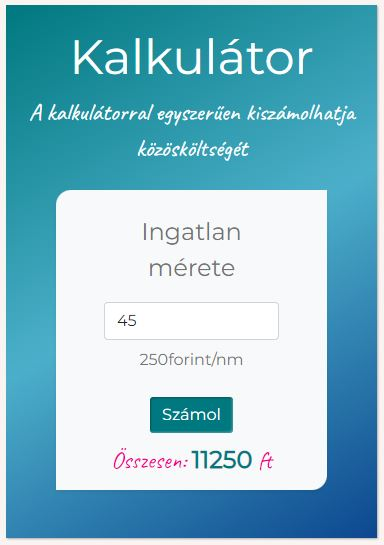 Kalkulátor
A kalkulátorral egyszerűen kiszámolhatja
közösköltségét
Ingatlan
mérete
45
250forint/nm
Számol
Összesen: 11250 ft